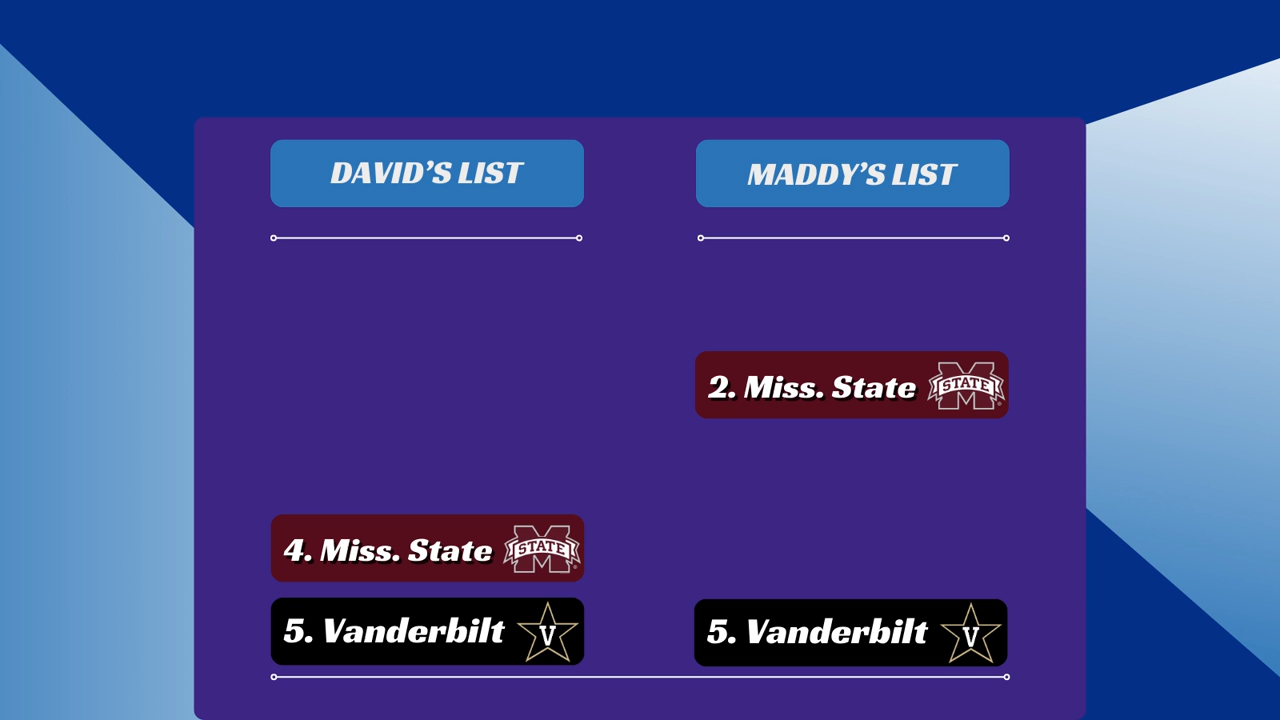 DAVID'S LIST
MADDY'S LIST
2. Miss. State STATE
4. Miss. State STATE
5. Vanderbilt V
5. Vanderbilt V